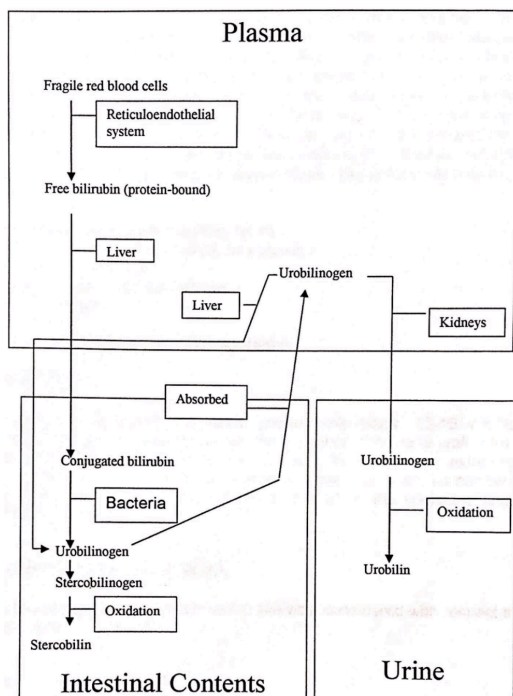 Plasma
Fragile red blood cells
Reticuloendothelial
system
Free bilirubin (protein-bound)
Liver
Urobilinogen
Liver
Kidneys
Absorbed
Conjugated bilirubin
Bacteria
Urobilinogen
Stercobilinogen
Oxidation
Stercobilin
Intestinal Contents
Urobilinogen
Oxidation
Urobilin
Urine